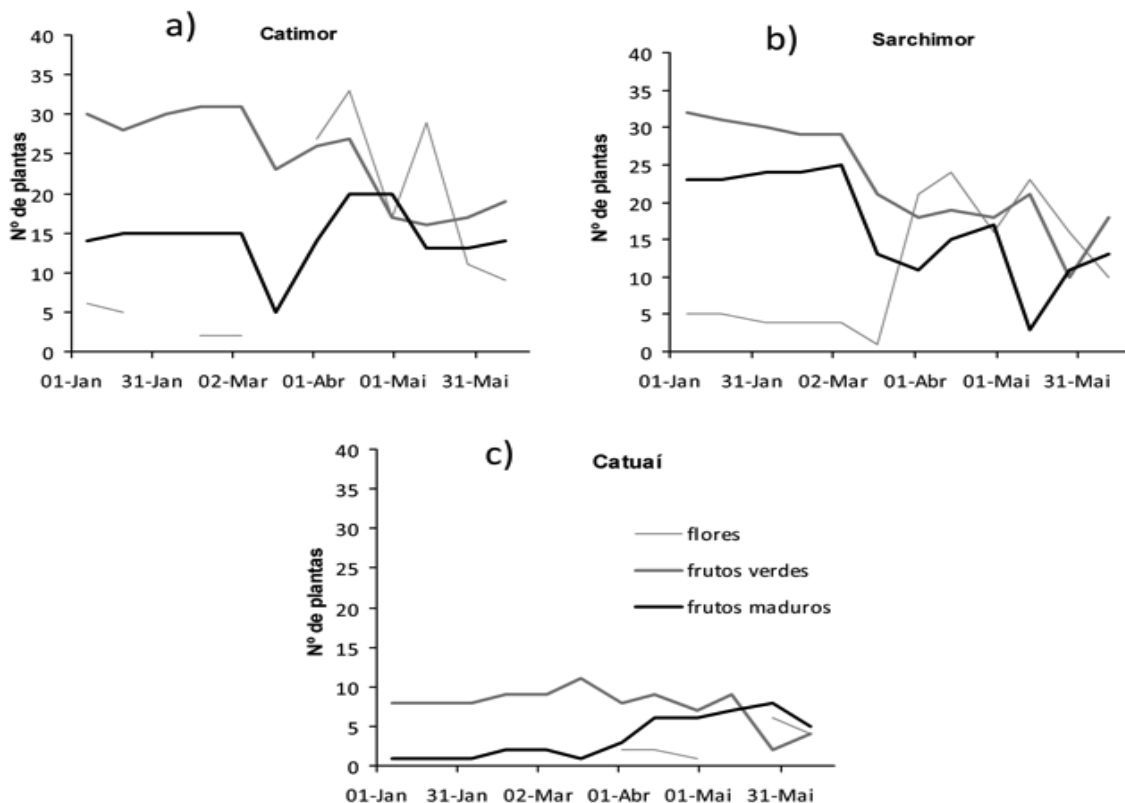 a) Catimor
40
35
30
25
20
15
10
5
0
Nº de plantas
01-Jan 31-Jan 02-Mar 01-Abr 01-Mai 31-Mai
b) Sarchimor
40
35
30
25
20
15
10
5
0
Nº de plantas
01-Jan 31-Jan 02-Mar 01-Abr 01-Mai 31-Mai
c) Catuaí
40
35
30
25
20
15
10
5
0
Nº de plantas
flores
frutos verdes
frutos maduros
01-Jan 31-Jan 02-Mar 01-Abr 01-Mai 31-Mai